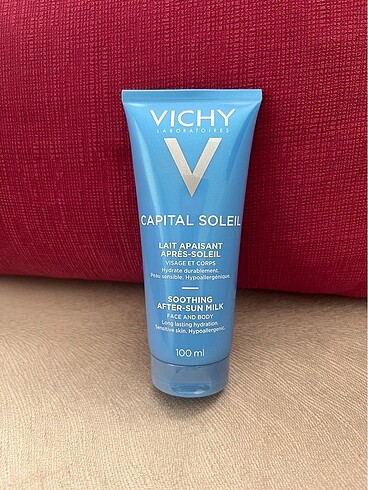 VICHY
LABORATOIRES
CAPITAL SOLEIL
LAIT APAISANT
APRÈS-SOLEIL
VISAGE ET CORPS
Hydrate durablement.
Peau sensible. Hypoallergénique.
SOOTHING
AFTER-SUN MILK
FACE AND BODY
Long lasting hydration.
Sensitive skin. Hypoallergenic.
100 ml